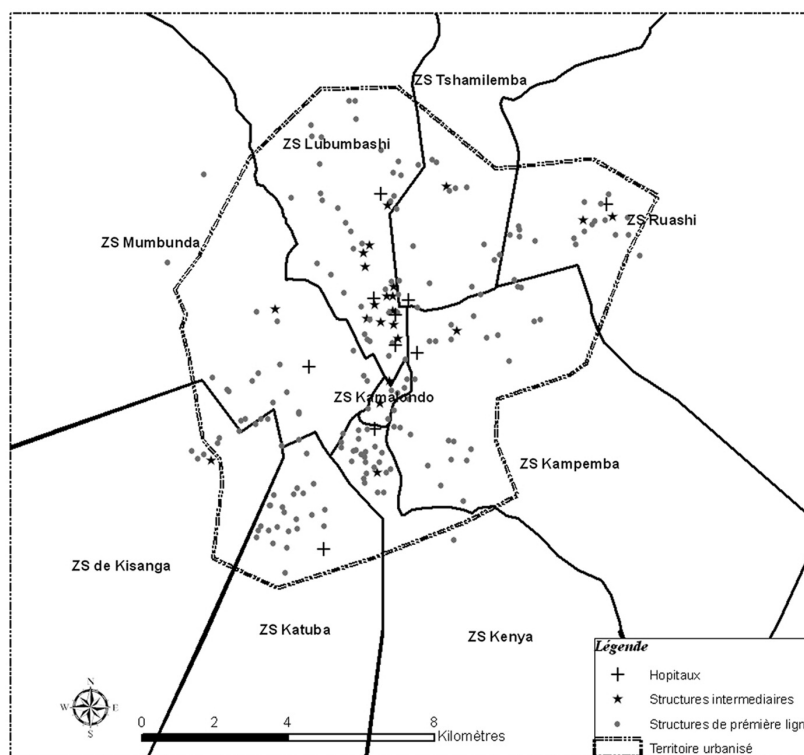 ZS Tshamilemba
ZS Lubumbashi
ZS Ruashi
ZS Mumbunda
ZS Kamalondo
ZS Kampemba
ZS de Kisanga
ZS Katuba
ZS Kenya
Légende
Hopitaux
Structures intermediaires
Structures de prémière lign
Territoire urbanisé
N
W E
S
0 2 4 8
Kilomètres